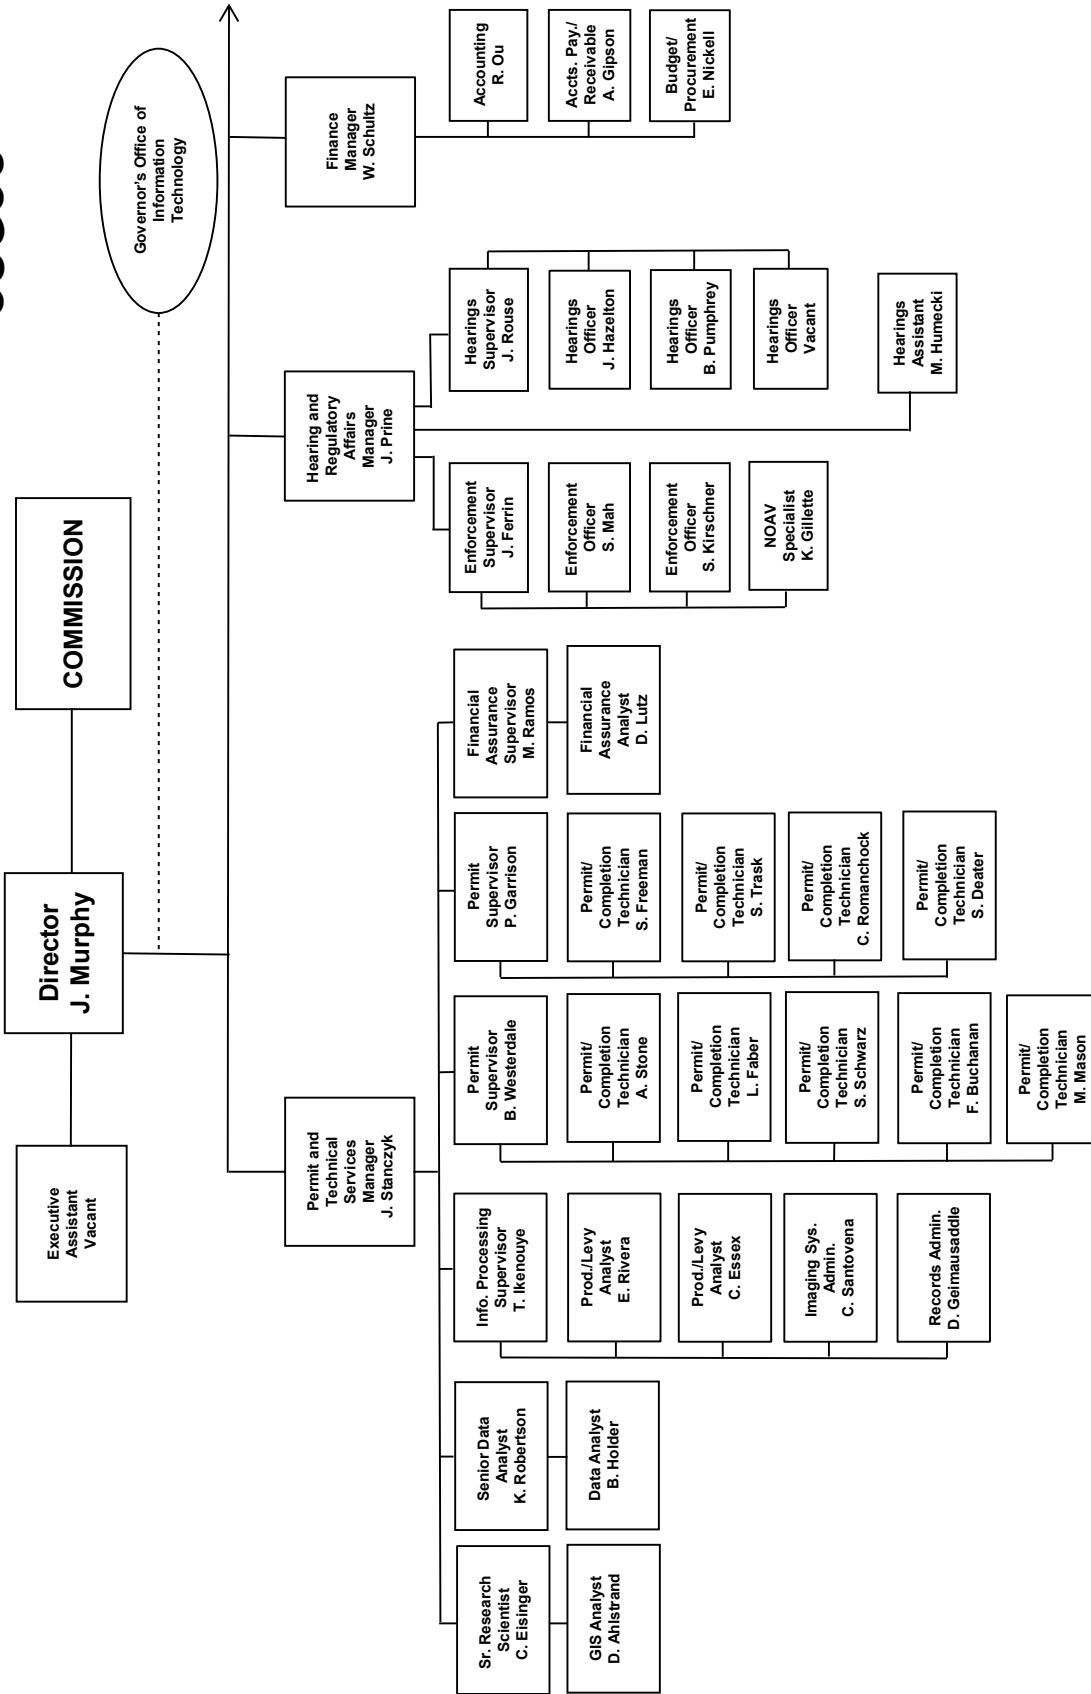 COMMISSION
Director
J. Murphy
Executive
Assistant
Vacant
Governor's Office of
Information
Technology
Permit and
Technical
Services
Manager
J. Stanczyk
Hearing and
Regulatory
Affairs
Manager
J. Prine
Finance
Manager
W. Schultz
Sr. Research
Scientist
C. Eisinger
GIS Analyst
D. Ahlstrand
Senior Data
Analyst
K. Robertson
Data Analyst
B. Holder
Info. Processing
Supervisor
T. Ikenouye
Prod./Levy
Analyst
E. Rivera
Prod./Levy
Analyst
C. Essex
Imaging Sys.
Admin.
C. Santovena
Records Admin.
D. Geimausaddle
Permit
Supervisor
B. Westerdale
Permit/
Completion
Technician
A. Stone
Permit/
Completion
Technician
L. Faber
Permit/
Completion
Technician
S. Schwarz
Permit/
Completion
Technician
F. Buchanan
Permit/
Completion
Technician
M. Mason
Permit
Supervisor
P. Garrison
Permit/
Completion
Technician
S. Freeman
Permit/
Completion
Technician
S. Trask
Permit/
Completion
Technician
C. Romanchock
Permit/
Completion
Technician
S. Deater
Financial
Assurance
Supervisor
M. Ramos
Financial
Assurance
Analyst
D. Lutz
Enforcement
Supervisor
J. Ferrin
Enforcement
Officer
S. Mah
Enforcement
Officer
S. Kirschner
NOAV
Specialist
K. Gillette
Hearings
Supervisor
J. Rouse
Hearings
Officer
J. Hazelton
Hearings
Officer
B. Pumphrey
Hearings
Officer
Vacant
Hearings
Assistant
M. Humecki
Accounting
R. Ou
Accts. Pay./
Receivable
A. Gipson
Budget/
Procurement
E. Nickell